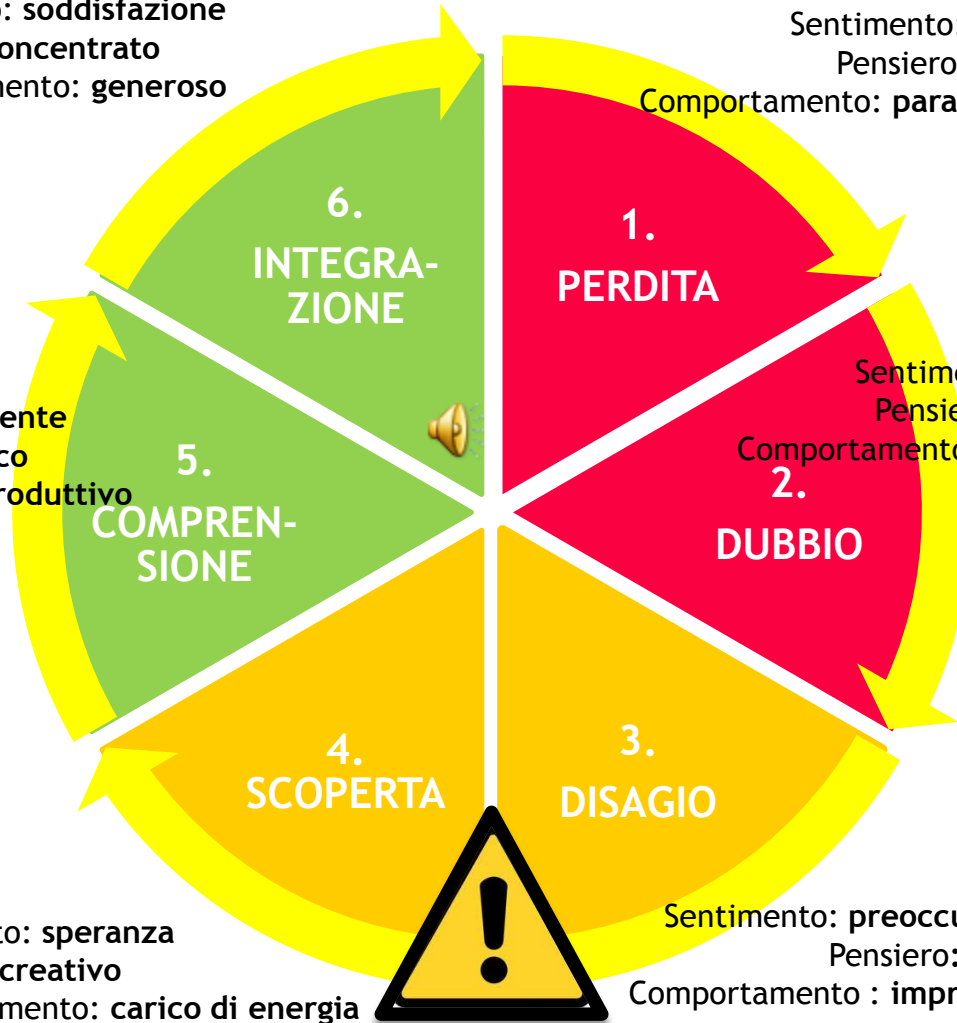 : soddisfazione
oncentrato
mento: generoso
Sentimento:
Pensiero
Comportamento: para
6.
INTEGRA-
ZIONE
1.
PERDITA
Sentim
Pensie
Comportamento
2.
DUBBIO
ente
co
roduttivo
5.
COMPREN-
SIONE
4.
SCOPERTA
3.
DISAGIO
to: speranza
creativo
mento: carico di energia
Sentimento: preoccu
Pensiero:
Comportamento : impr